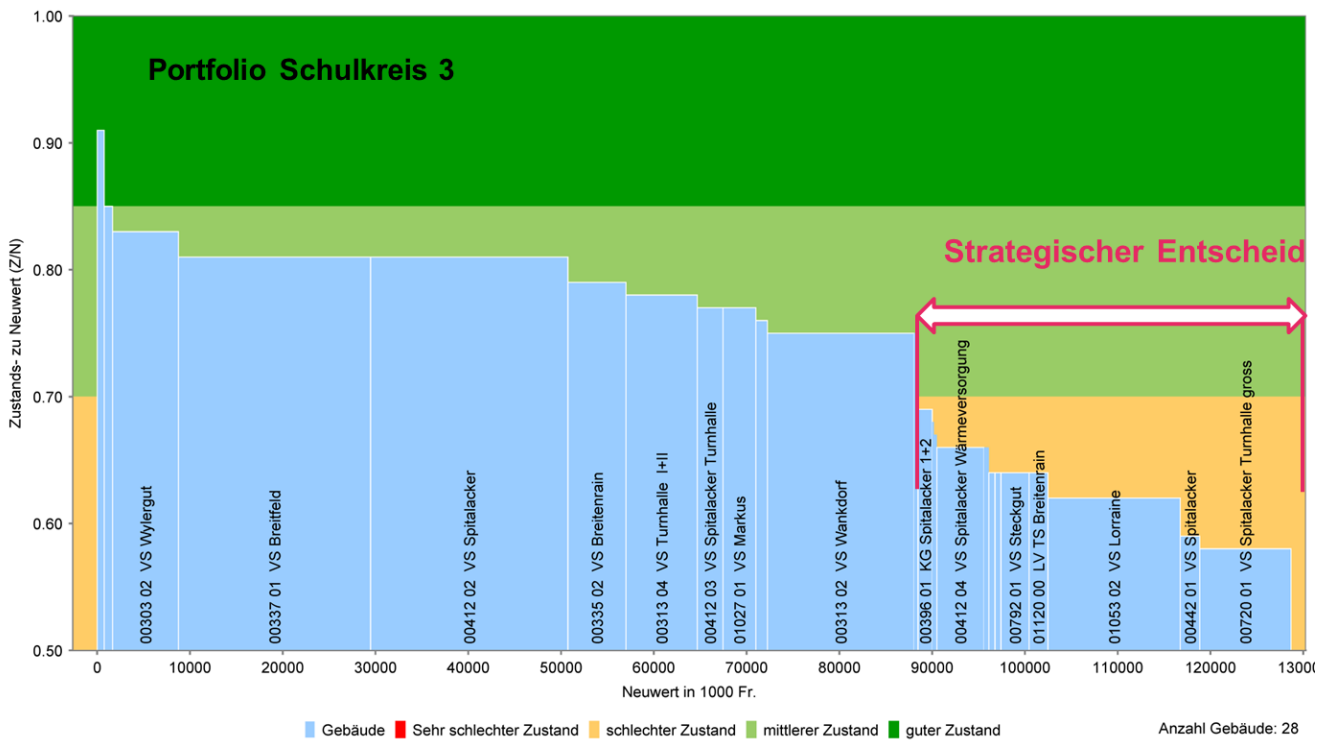 Portfolio Schulkreis 3
Strategischer Entscheid
Zustands- zu Neuwert (Z/N)
1.00
0.90
0.80
0.70
0.60
0.50
00303 02 VS Wylergut
00337 01 VS Breitfeld
00412 02 VS Spitalacker
00335 02 VS Breitenrain
00313 04 VS Turnhalle I+II
00412 03 VS Spitalacker Turnhalle
01027 01 VS Markus
00313 02 VS Wankdorf
00396 01 KG Spitalacker 1+2
00412 04 VS Spitalacker Wärmeversorgung
00792 01 VS Steckgut
01120 00 LV TS Breitenrain
01053 02 VS Lorraine
00442 01 VS Spitalacker
00720 01 VS Spitalacker Turnhalle gross
0 10000 20000 30000 40000 50000 60000 70000 80000 90000 100000 110000 120000 13000
Neuwert in 1000 Fr.
Gebäude Sehr schlechter Zustand schlechter Zustand mittlerer Zustand guter Zustand
Anzahl Gebäude: 28